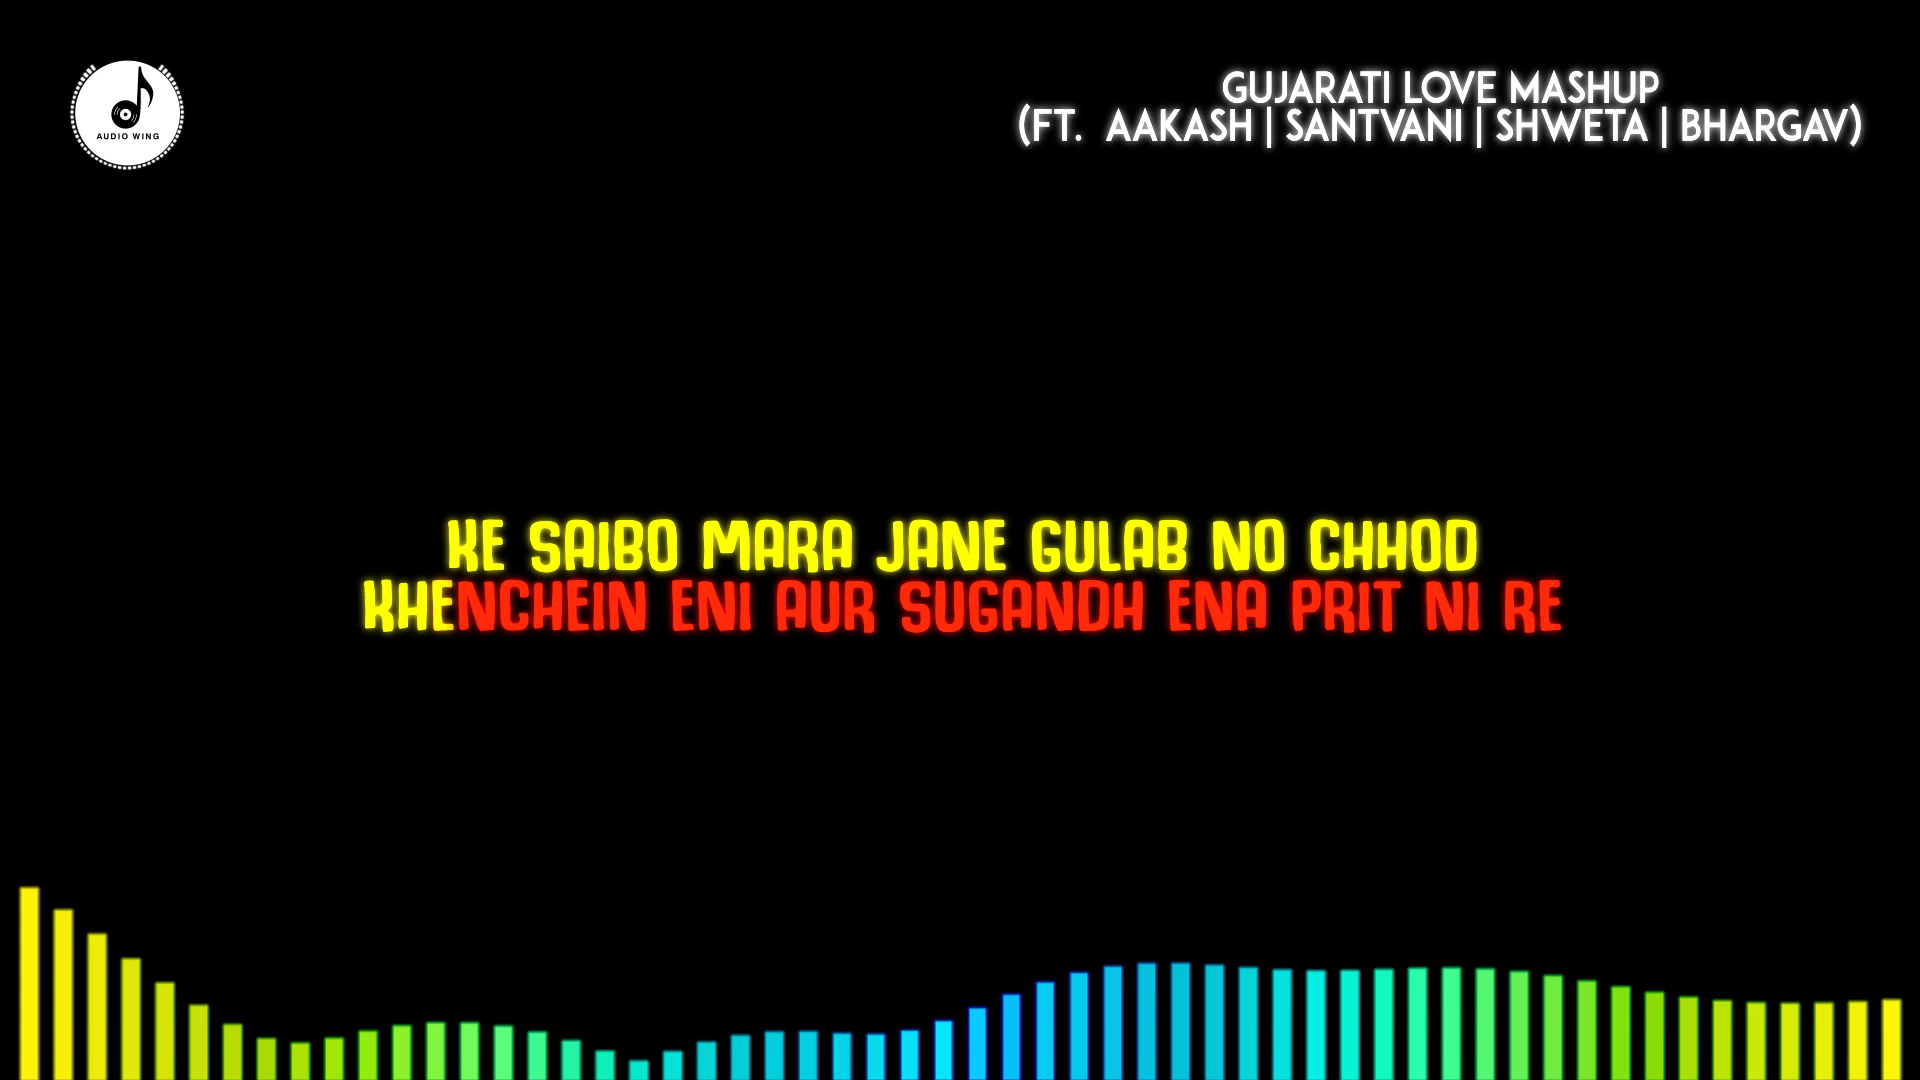 AUDIO WING
GUJARATI LOVE MASHUP
(FT. AAKASH | SANTVANI | SHWETA | BHARGAV)
KE SAIBO MARA JANE GULAB NO CHHOD
KHENCHEIN ENI AUR SUGANDH ENA PRIT NI RE